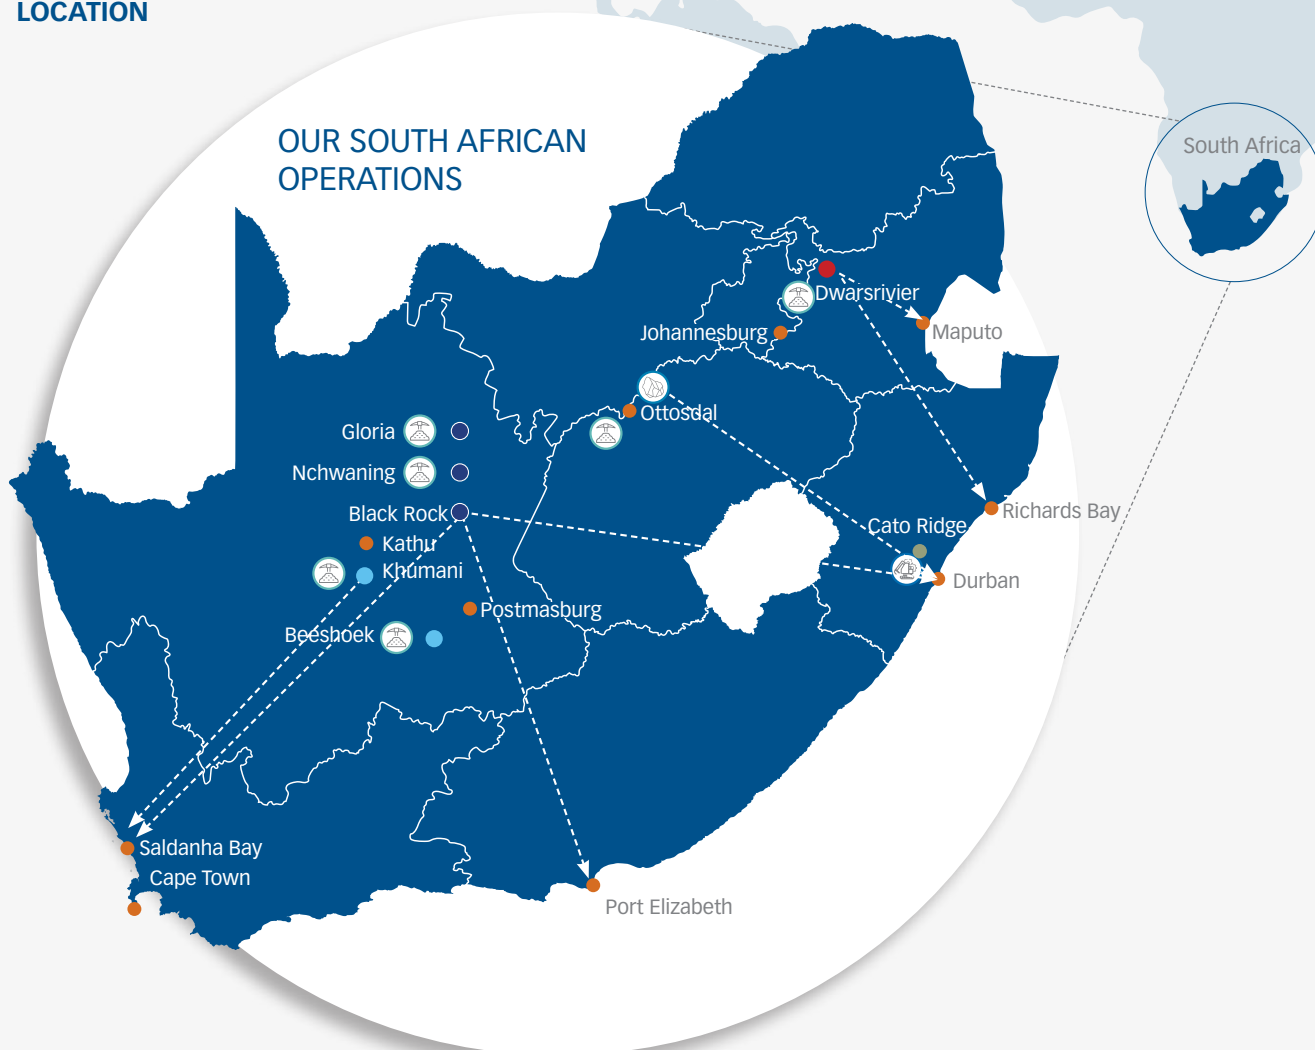 LOCATION
OUR SOUTH AFRICAN
OPERATIONS
South Africa
Dwarsrivier
Johannesburg
Maputo
Ottosdal
Gloria
Nchwaning
Black Rock
Richards Bay
Cato Ridge
Kathu
Khumani
Durban
Postmasburg
Beeshoek
Saldanha Bay
Cape Town
Port Elizabeth